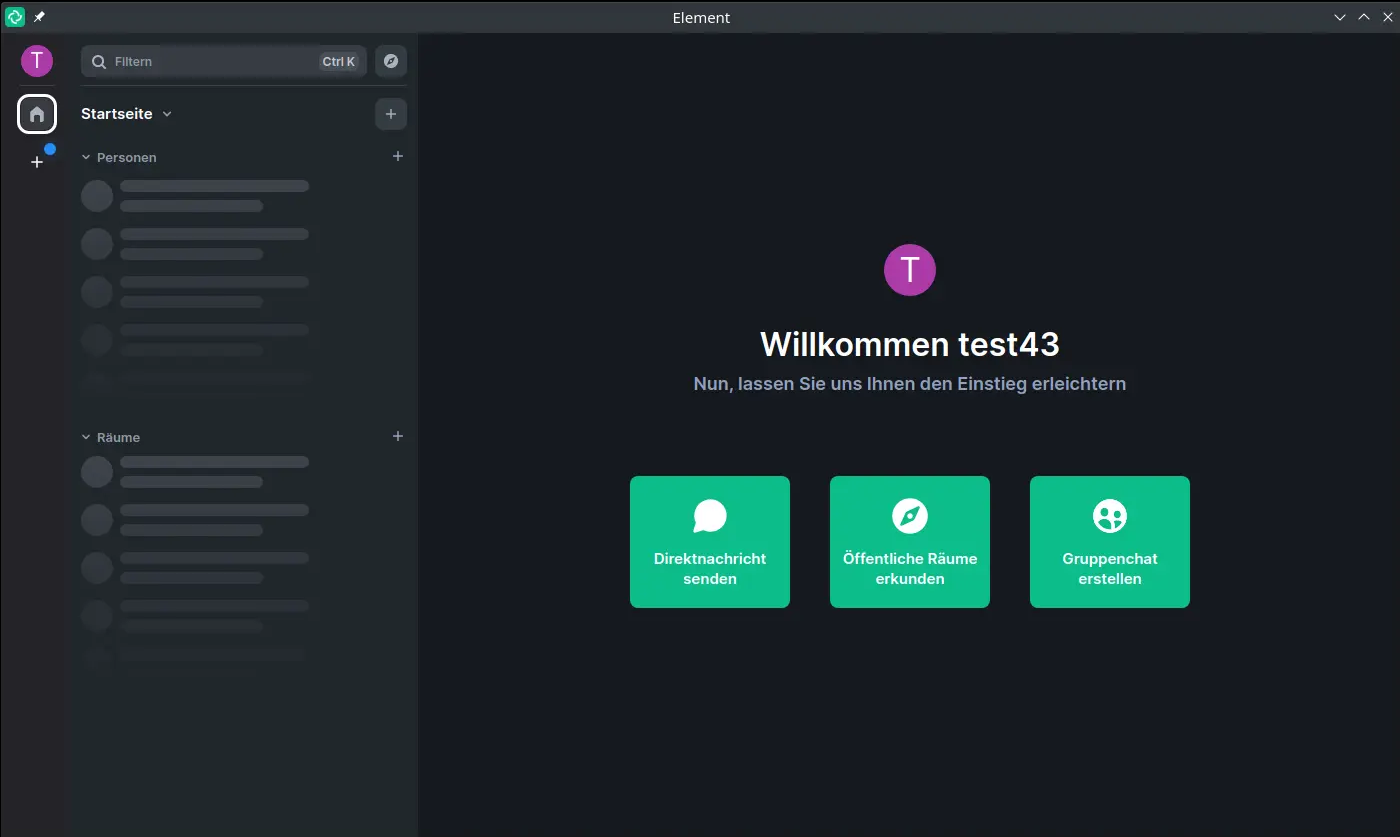 Element
T
Filtern
Ctrl K
Startseite
Personen
Räume
T
Willkommen test43
Nun, lassen Sie uns Ihnen den Einstieg erleichtern
Direktnachricht
senden
Öffentliche Räume
erkunden
Gruppenchat
erstellen